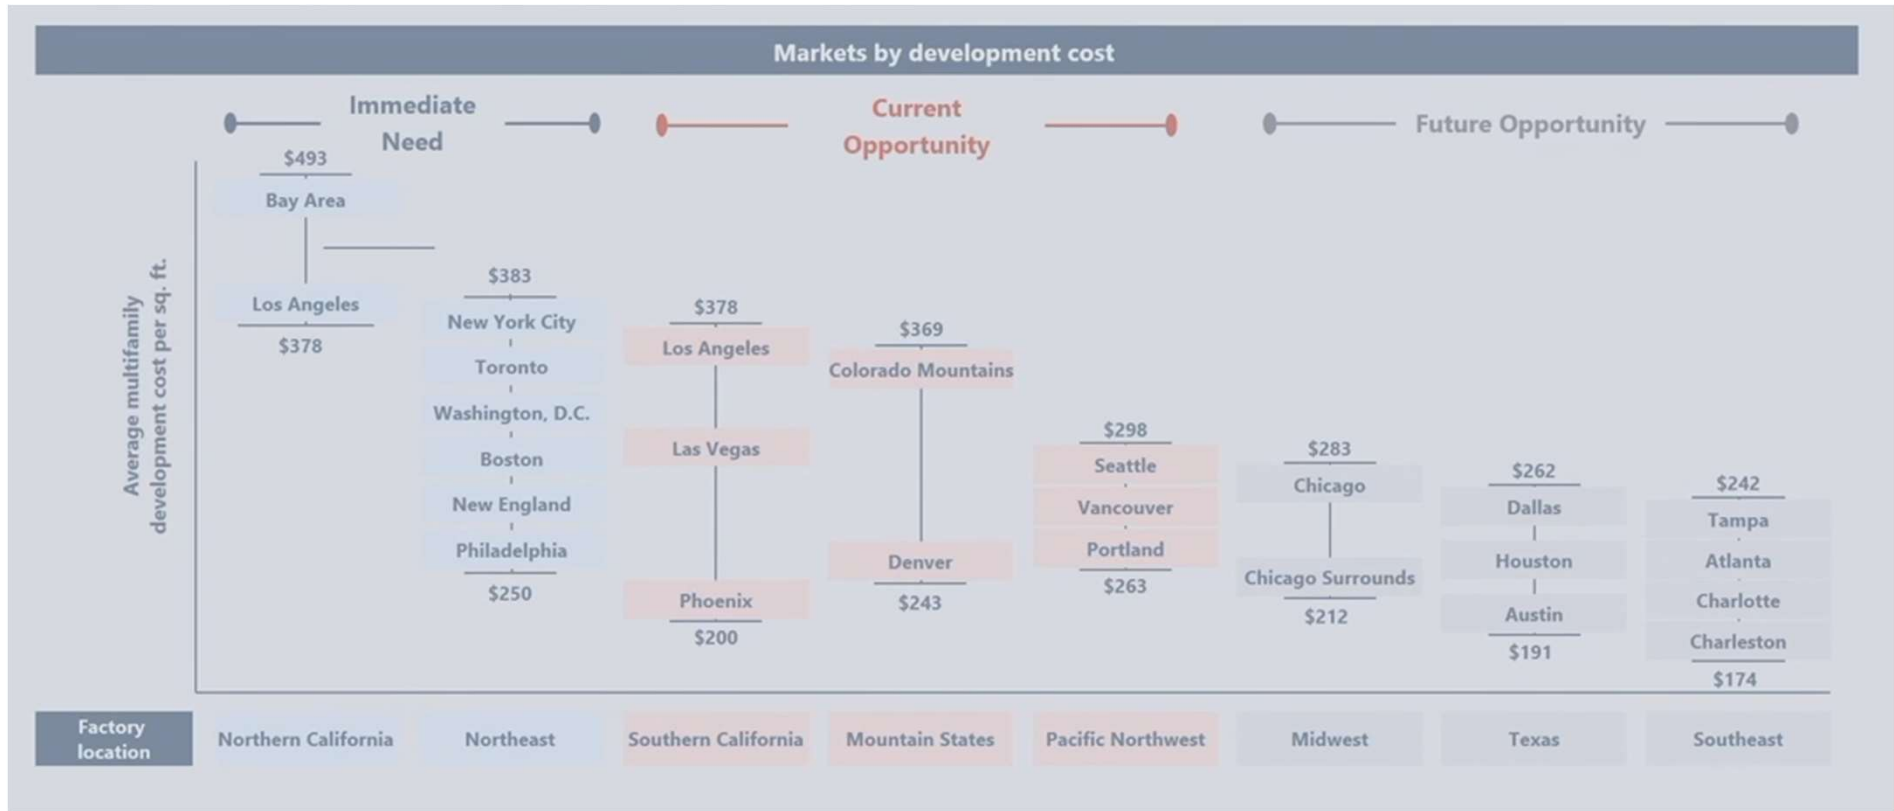 Markets by development cost
Immediate
Need
Current
Opportunity
Future Opportunity
Average multifamily
development cost per sq. ft.
$493
Bay Area
Los Angeles
$378
$383
New York City
Toronto
Washington, D.C.
Boston
New England
Philadelphia
$250
$378
Los Angeles
Las Vegas
Phoenix
$200
$369
Colorado Mountains
Denver
$243
$298
Seattle
Vancouver
Portland
$263
$283
Chicago
Chicago Surrounds
$212
$262
Dallas
Houston
Austin
$191
$242
Tampa
Atlanta
Charlotte
Charleston
$174
Factory
location
Northern California
Northeast
Southern California
Mountain States
Pacific Northwest
Midwest
Texas
Southeast